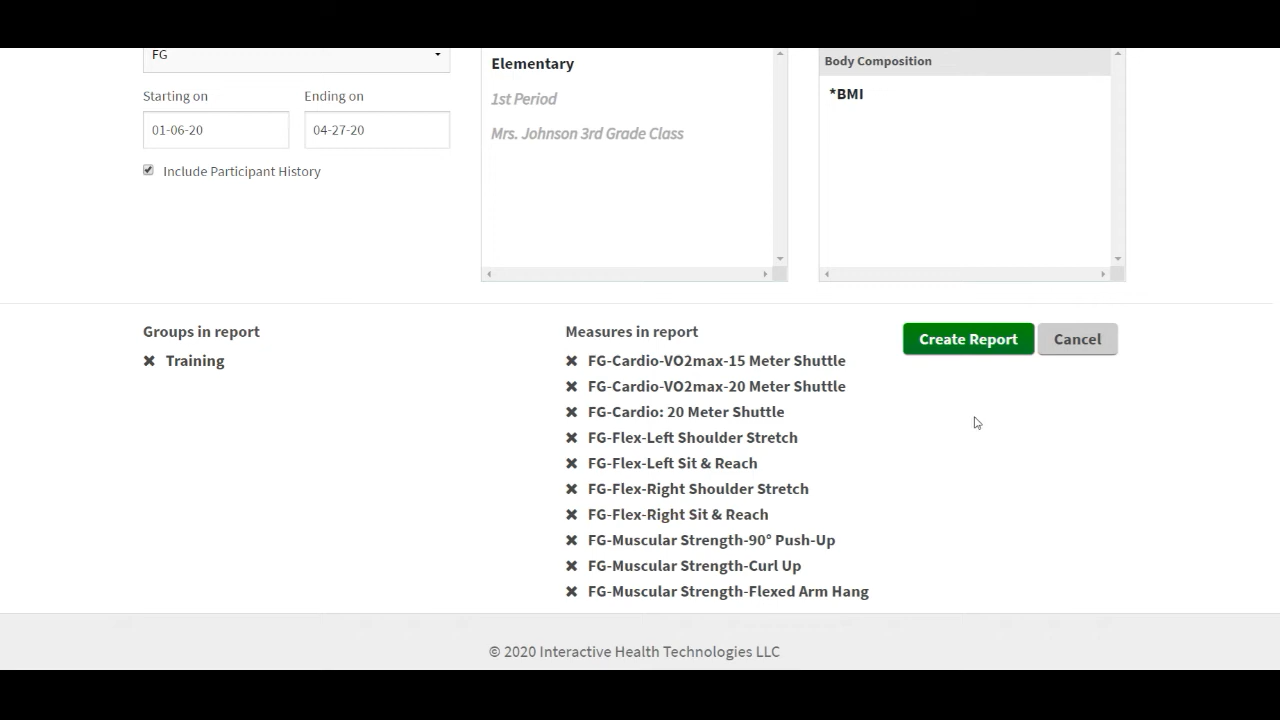 FG
Starting on
Ending on
01-06-20
04-27-20
Include Participant History
Elementary
1st Period
Mrs. Johnson 3rd Grade Class
Body Composition
*BMI
Groups in report
Training
Measures in report
FG-Cardio-VO2max-15 Meter Shuttle
FG-Cardio-VO2max-20 Meter Shuttle
FG-Cardio: 20 Meter Shuttle
FG-Flex-Left Shoulder Stretch
FG-Flex-Left Sit & Reach
FG-Flex-Right Shoulder Stretch
FG-Flex-Right Sit & Reach
FG-Muscular Strength-90° Push-Up
FG-Muscular Strength-Curl Up
FG-Muscular Strength-Flexed Arm Hang
Create Report
Cancel
© 2020 Interactive Health Technologies LLC